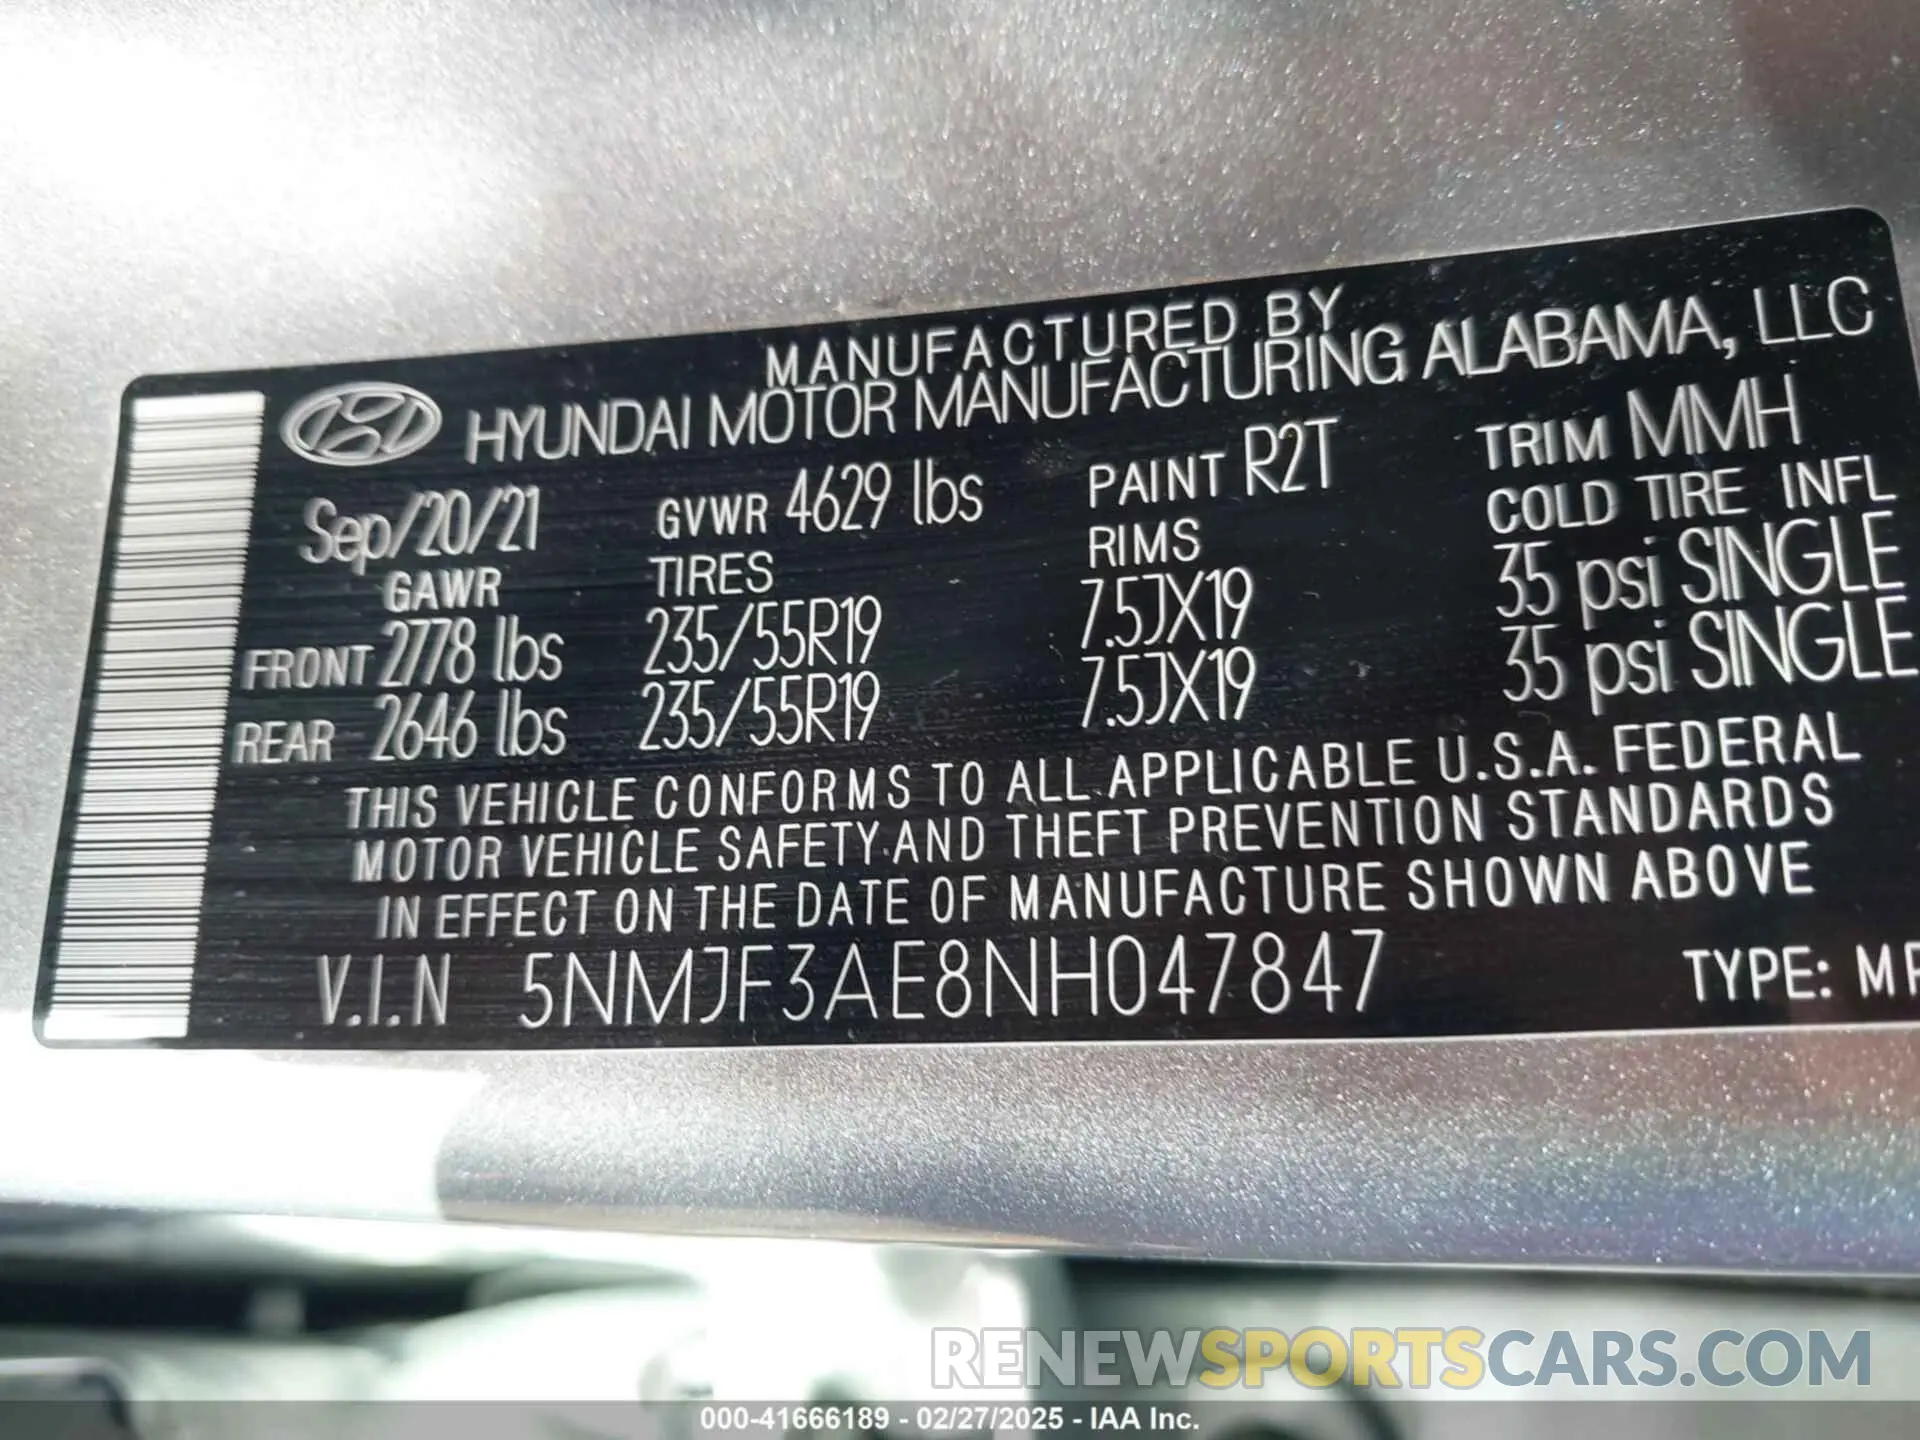 MANUFACTURED BY
HYUNDAI MOTOR MANUFACTURING ALABAMA, LLC
Sep/20/21 GVWR 4629 lbs PAINT R2T TRIM MMH
GAWR TIRES RIMS COLD TIRE INFL
FRONT 2778 lbs 235/55R19 7.5JX19 35 psi SINGLE
REAR 2646 lbs 235/55R19 7.5JX19 35 psi SINGLE
THIS VEHICLE CONFORMS TO ALL APPLICABLE U.S.A. FEDERAL
MOTOR VEHICLE SAFETY AND THEFT PREVENTION STANDARDS
IN EFFECT ON THE DATE OF MANUFACTURE SHOWN ABOVE
V.I.N 5NMJF3AE8NH047847 TYPE:
RENEWSPORTSCARS.COM
000-41666189 - 02/27/2025 - IAA Inc.